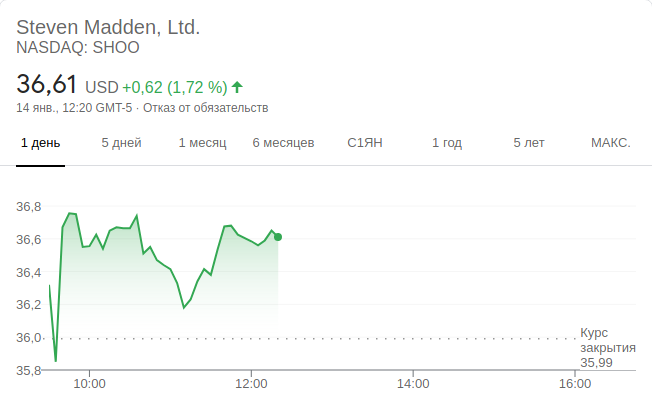 Steven Madden, Ltd.
NASDAQ: SHOO
36,61 USD +0,62 (1,72 %)
14 янв., 12:20 GMT-5 · Отказ от обязательств
1 день 5 дней 1 месяц 6 месяцев С1ЯН 1 год 5 лет МАКС.
36,8
36,6
36,4
36,2
36,0
35,8
Курс
закрытия
35,99
10:00 12:00 14:00 16:00